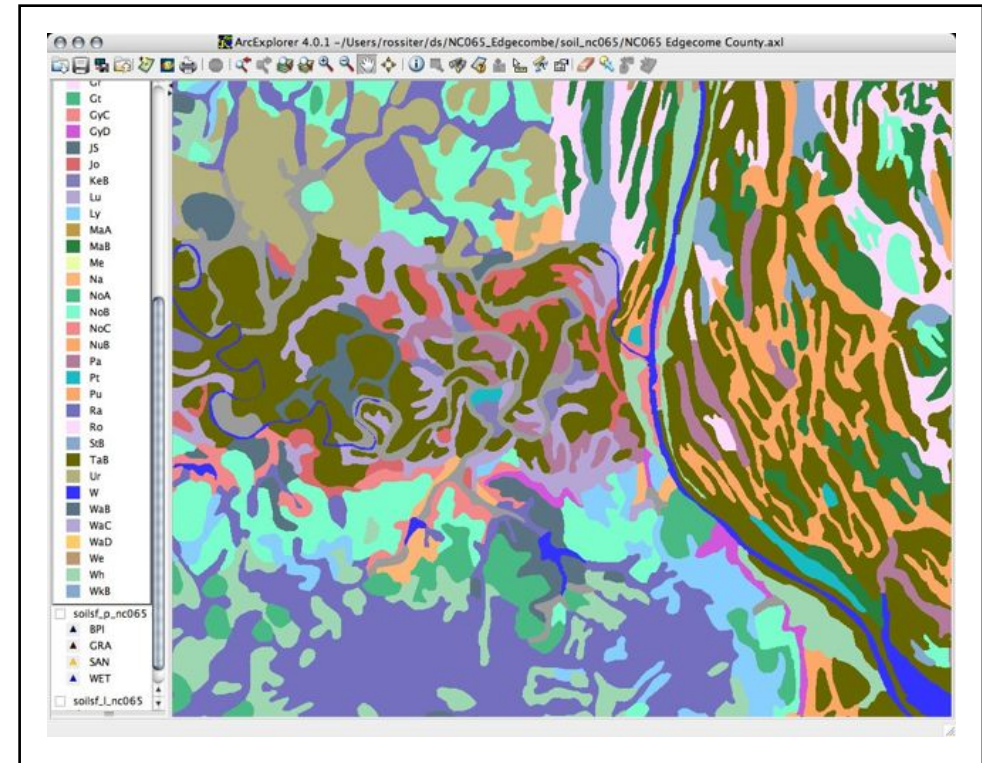 ArcExplorer 4.0.1 -/Users/rossiter/ds/NC065_Edgecombe/soil_nc065/NC065 Edgecome County.axl
Gr
Gt
GyC
GyD
JS
Jo
KeB
Lu
Ly
MaA
MaB
Me
Na
NoA
NoB
NoC
NuB
Pa
Pt
Pu
Ra
Ro
StB
TaB
Ur
W
WaB
WaC
WaD
We
Wh
WkB
soilsf_p_nc065
BPI
GRA
SAN
WET
soilsf_l_nc065